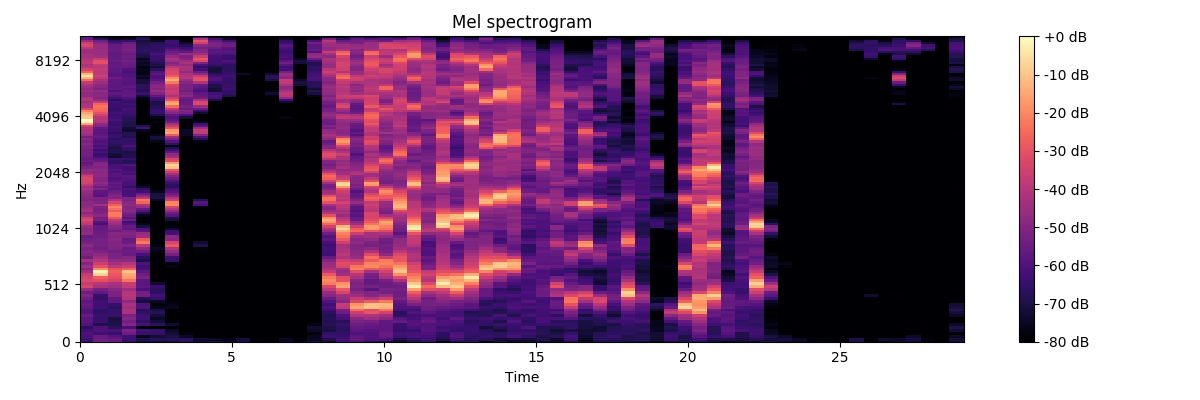 Mel spectrogram
8192
4096
2048
1024
512
0
Hz
0 5 10 15 20 25
Time
+0 dB
-10 dB
-20 dB
-30 dB
-40 dB
-50 dB
-60 dB
-70 dB
-80 dB